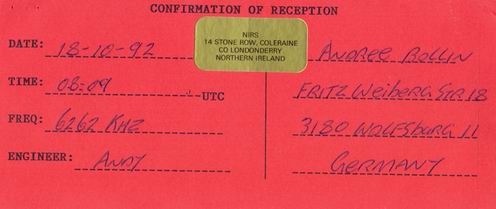 CONFIRMATION OF RECEPTION
NIRS
14 STONE ROW, COLERAINE
CO LONDONDERRY
NORTHERN IRELAND
DATE: 18-10-92
TIME: 08:09 UTC
FREQ: 6262 KHZ
ENGINEER: ANDY
ANDREE BOLLIN
FRITZ Weiberg STR 18
3180 WOLFSburg 11
GERMANY